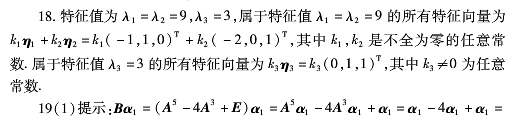 18. 特征值为 λ₁ = λ₂ = 9, λ₃ = 3, 属于特征值 λ₁ = λ₂ = 9 的所有特征向量为
k₁η₁ + k₂η₂ = k₁( - 1,1,0)ᵀ + k₂( - 2,0,1)ᵀ, 其中 k₁, k₂ 是不全为零的任意常
数. 属于特征值 λ₃ = 3 的所有特征向量为 k₃η₃ = k₃(0,1,1)ᵀ, 其中 k₃ ≠ 0 为任意
常数.
19(1) 提示: Bα₁ = (A⁵ - 4A³ + E)α₁ = A⁵α₁ - 4A³α₁ + α₁ = α₁ - 4α₁ + α₁ =